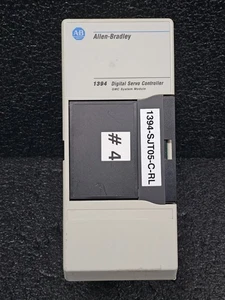 AB
Allen-Bradley
1394 Digital Servo Controller
GMC System Module
#4
1394-SJT05-C-RL